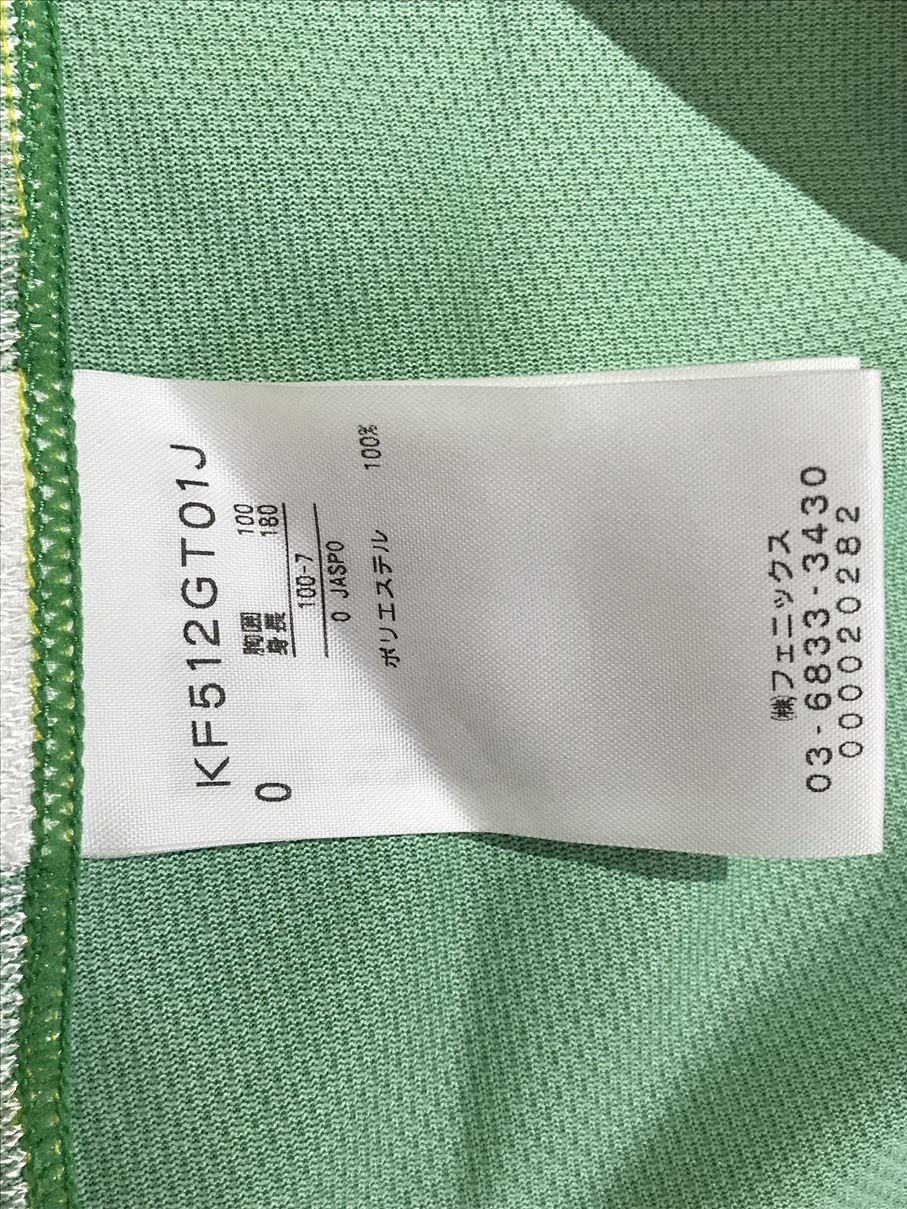 KF512GT01J
胸囲 100
身長 180
100-7
0 JASPO
0
ポリエステル 100%
㈱フェニックス
03-6833-3430
00020282